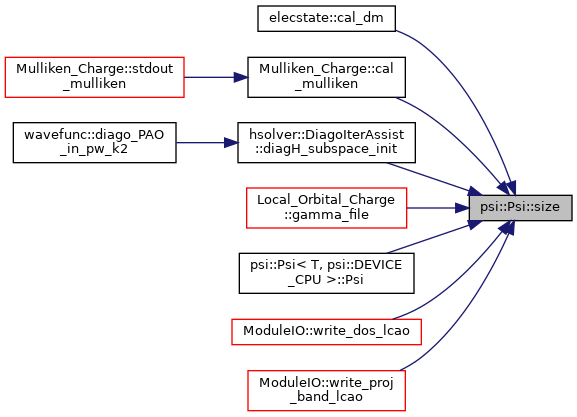 elecstate::cal_dm
Mulliken_Charge::stdout
_mulliken
Mulliken_Charge::cal
_mulliken
wavefunc::diago_PAO
_in_pw_k2
hsolver::DiagoIterAssist
::diagH_subspace_init
psi::Psi::size
Local_Orbital_Charge
::gamma_file
psi::Psi< T, psi::DEVICE
_CPU >::Psi
ModuleIO::write_dos_lcao
ModuleIO::write_proj
_band_lcao